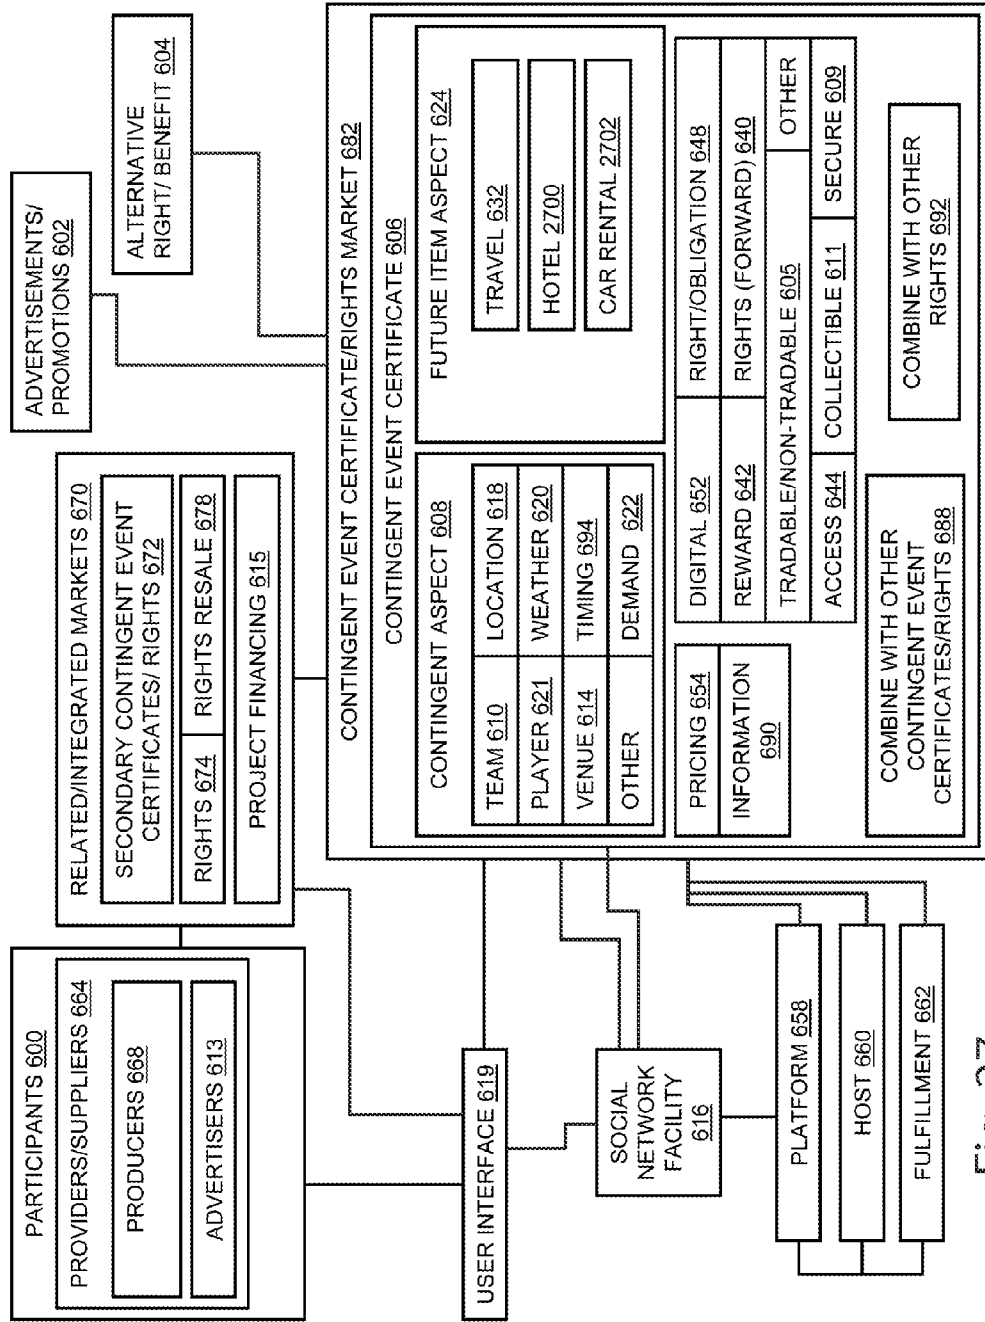 PARTICIPANTS 600
PROVIDERS/SUPPLIERS 664
PRODUCERS 668
ADVERTISERS 613
RELATED/INTEGRATED MARKETS 670
SECONDARY CONTINGENT EVENT
CERTIFICATES/ RIGHTS 672
RIGHTS 674
RIGHTS RESALE 678
PROJECT FINANCING 615
ADVERTISEMENTS/
PROMOTIONS 602
ALTERNATIVE
RIGHT/ BENEFIT 604
USER INTERFACE 619
SOCIAL
NETWORK
FACILITY
616
PLATFORM 658
HOST 660
FULFILLMENT 662
CONTINGENT EVENT CERTIFICATE/RIGHTS MARKET 682
CONTINGENT EVENT CERTIFICATE 606
CONTINGENT ASPECT 608
TEAM 610
LOCATION 618
PLAYER 621
WEATHER 620
VENUE 614
TIMING 694
OTHER
DEMAND 622
FUTURE ITEM ASPECT 624
TRAVEL 632
HOTEL 2700
CAR RENTAL 2702
PRICING 654
INFORMATION
690
DIGITAL 652
RIGHT/OBLIGATION 648
REWARD 642
RIGHTS (FORWARD) 640
TRADABLE/NON-TRADABLE 605
OTHER
ACCESS 644
COLLECTIBLE 611
SECURE 609
COMBINE WITH OTHER
CONTINGENT EVENT
CERTIFICATES/RIGHTS 688
COMBINE WITH OTHER
RIGHTS 692